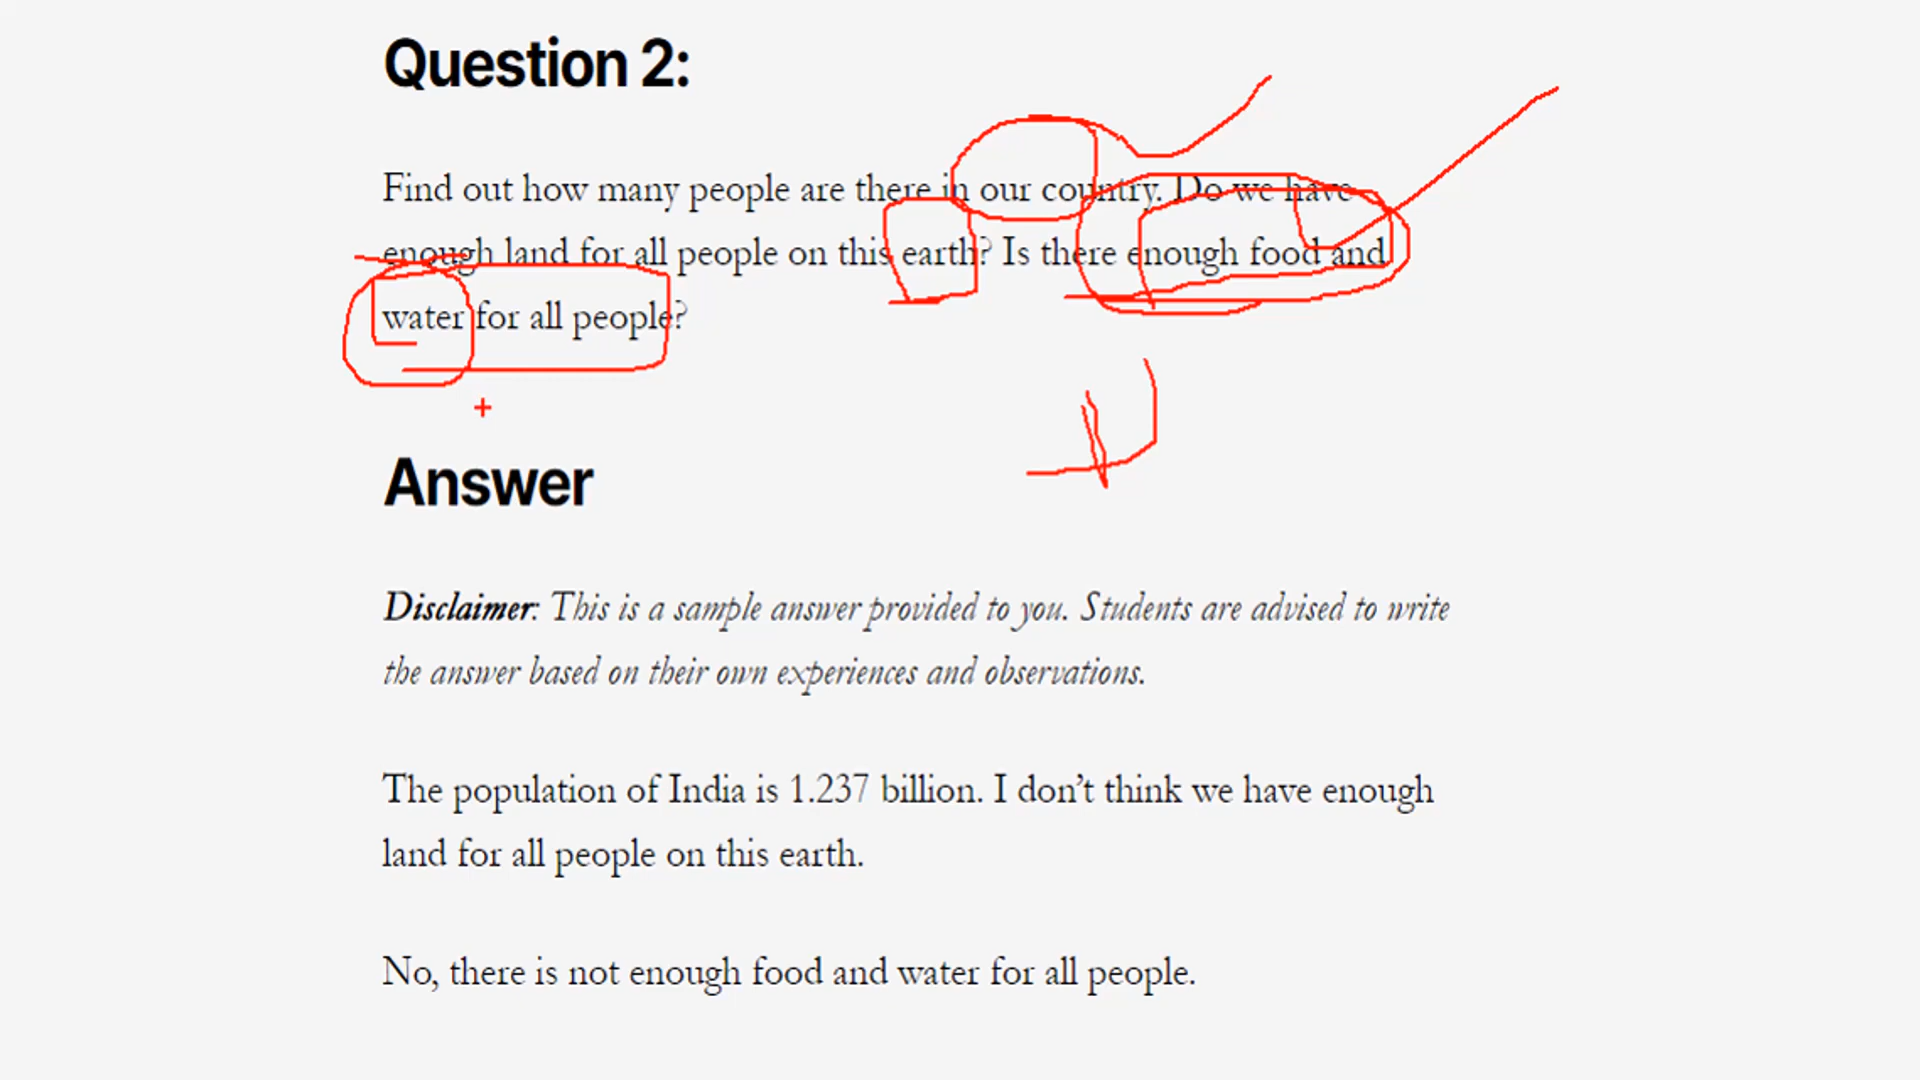 Question 2:
Find out how many people are there in our country. Do we have
enough land for all people on this earth? Is there enough food and
water for all people?
Answer
Disclaimer: This is a sample answer provided to you. Students are advised to write
the answer based on their own experiences and observations.
The population of India is 1.237 billion. I don’t think we have enough
land for all people on this earth.
No, there is not enough food and water for all people.